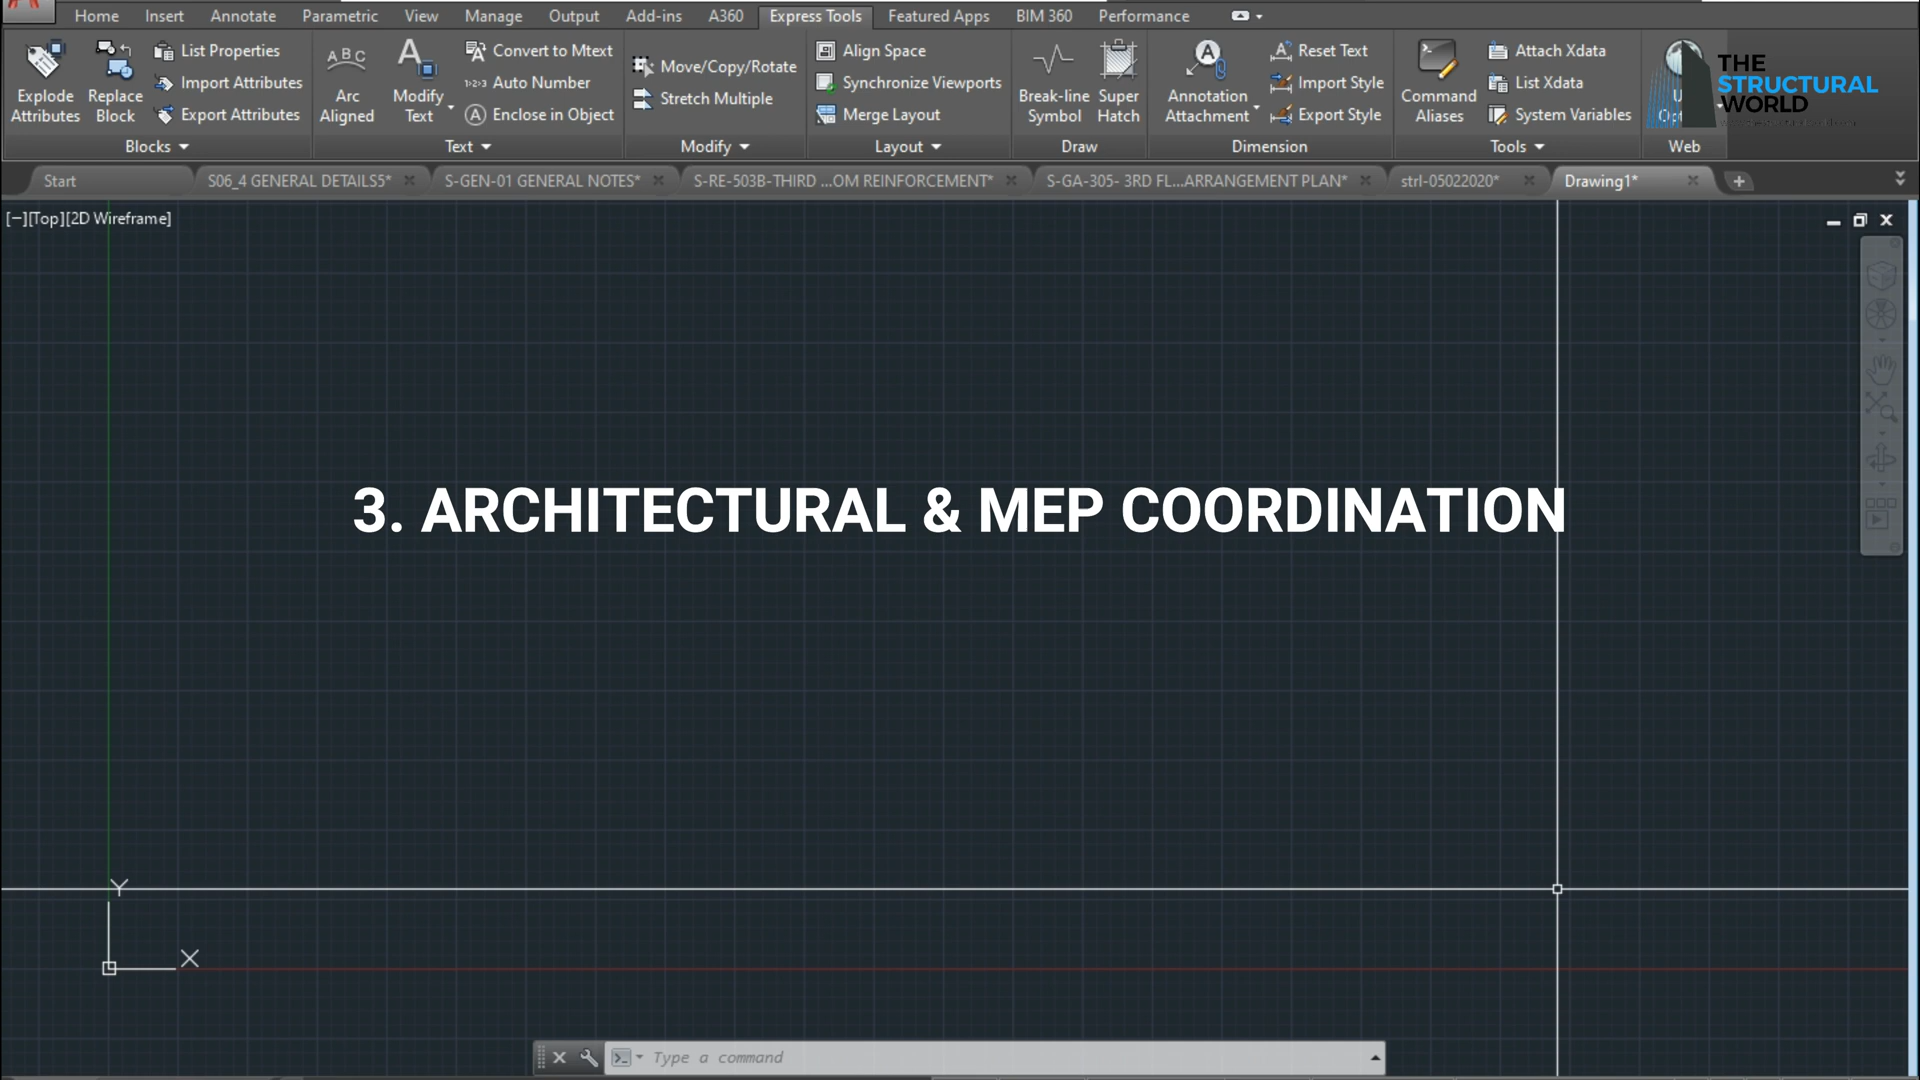 Home Insert Annotate Parametric View Manage Output Add-ins A360 Express Tools Featured Apps BIM 360 Performance
Explode Attributes
Replace Block
List Properties
Import Attributes
Export Attributes
Blocks
ABC
Arc Aligned
Modify Text
Convert to Mtext
Auto Number
Enclose in Object
Text
Move/Copy/Rotate
Stretch Multiple
Modify
Align Space
Synchronize Viewports
Merge Layout
Layout
Break-line Symbol
Super Hatch
Draw
Annotation Attachment
Reset Text
Import Style
Export Style
Dimension
Command Aliases
Attach Xdata
List Xdata
System Variables
Tools
Web
THE
STRUCTURAL
WORLD
Start S06_4 GENERAL DETAILS5* S-GEN-01 GENERAL NOTES* S-RE-503B-THIRD ...OM REINFORCEMENT* S-GA-305- 3RD FL...ARRANGEMENT PLAN* strl-05022020* Drawing1*
[−][Top][2D Wireframe]
3. ARCHITECTURAL & MEP COORDINATION
Y
X
Type a command